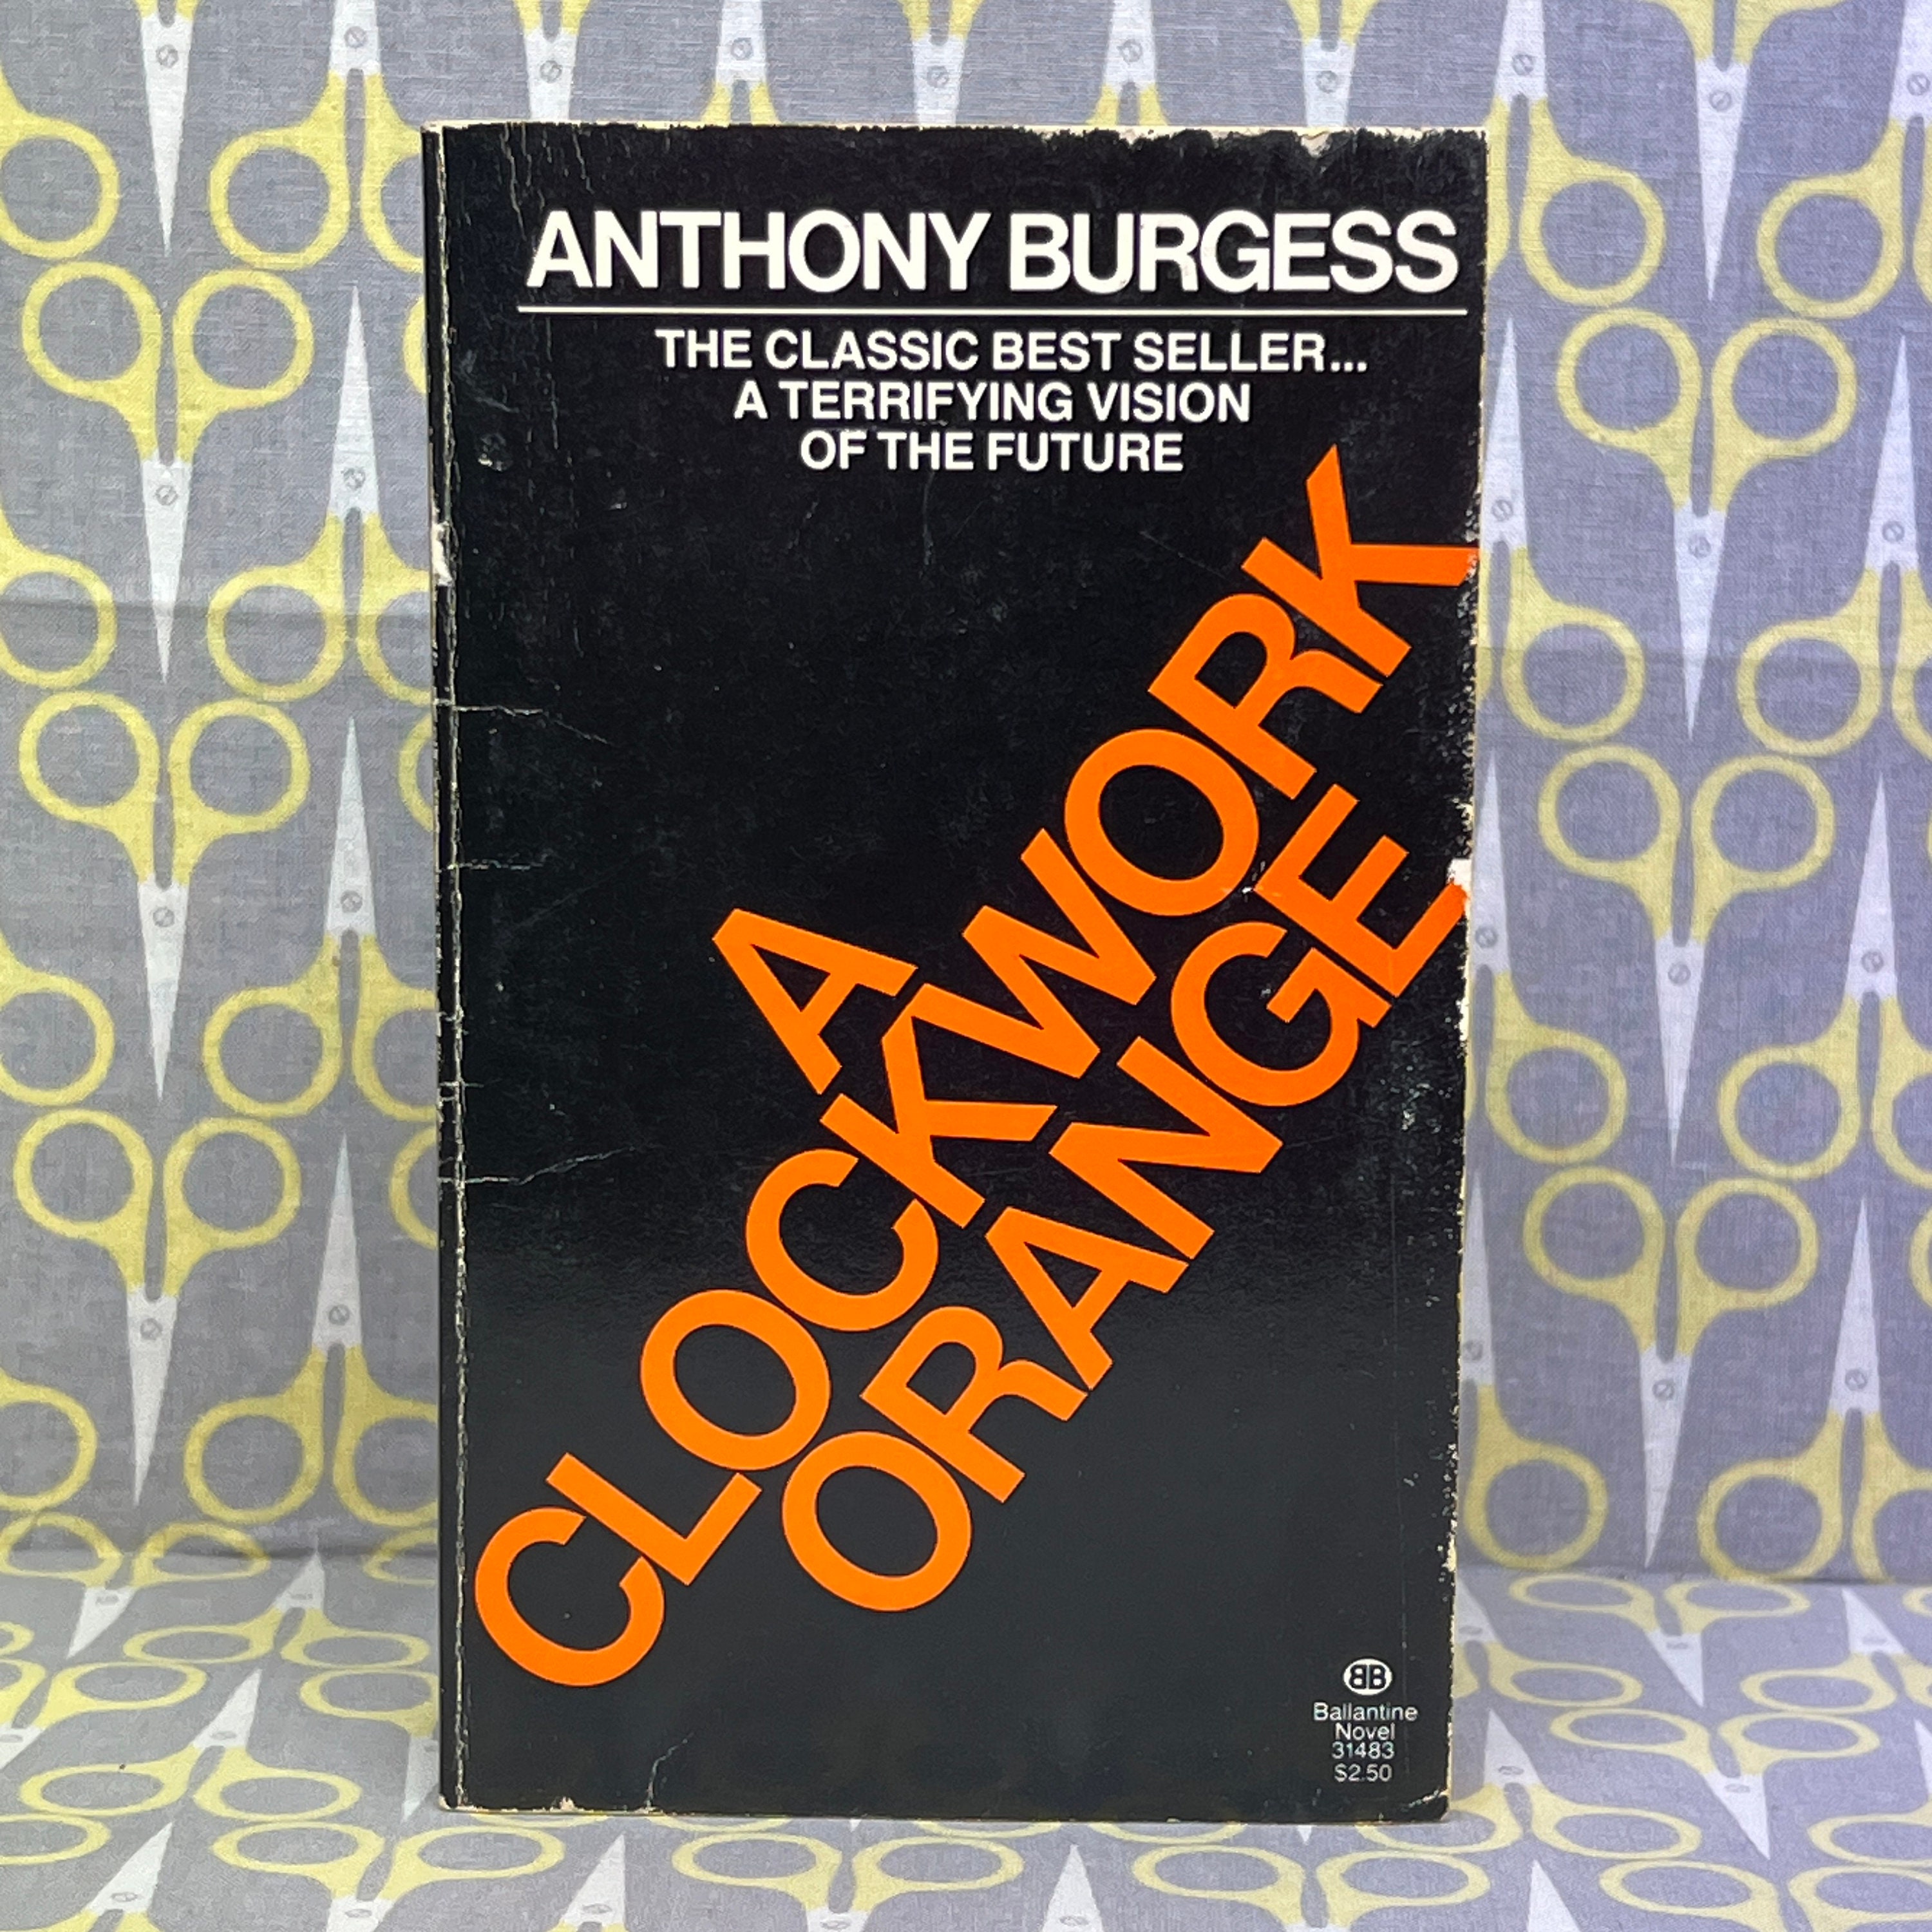 ANTHONY BURGESS
THE CLASSIC BEST SELLER...
A TERRIFYING VISION
OF THE FUTURE
A
CLOCKWORK
ORANGE
BB
Ballantine
Novel
31483
$2.50